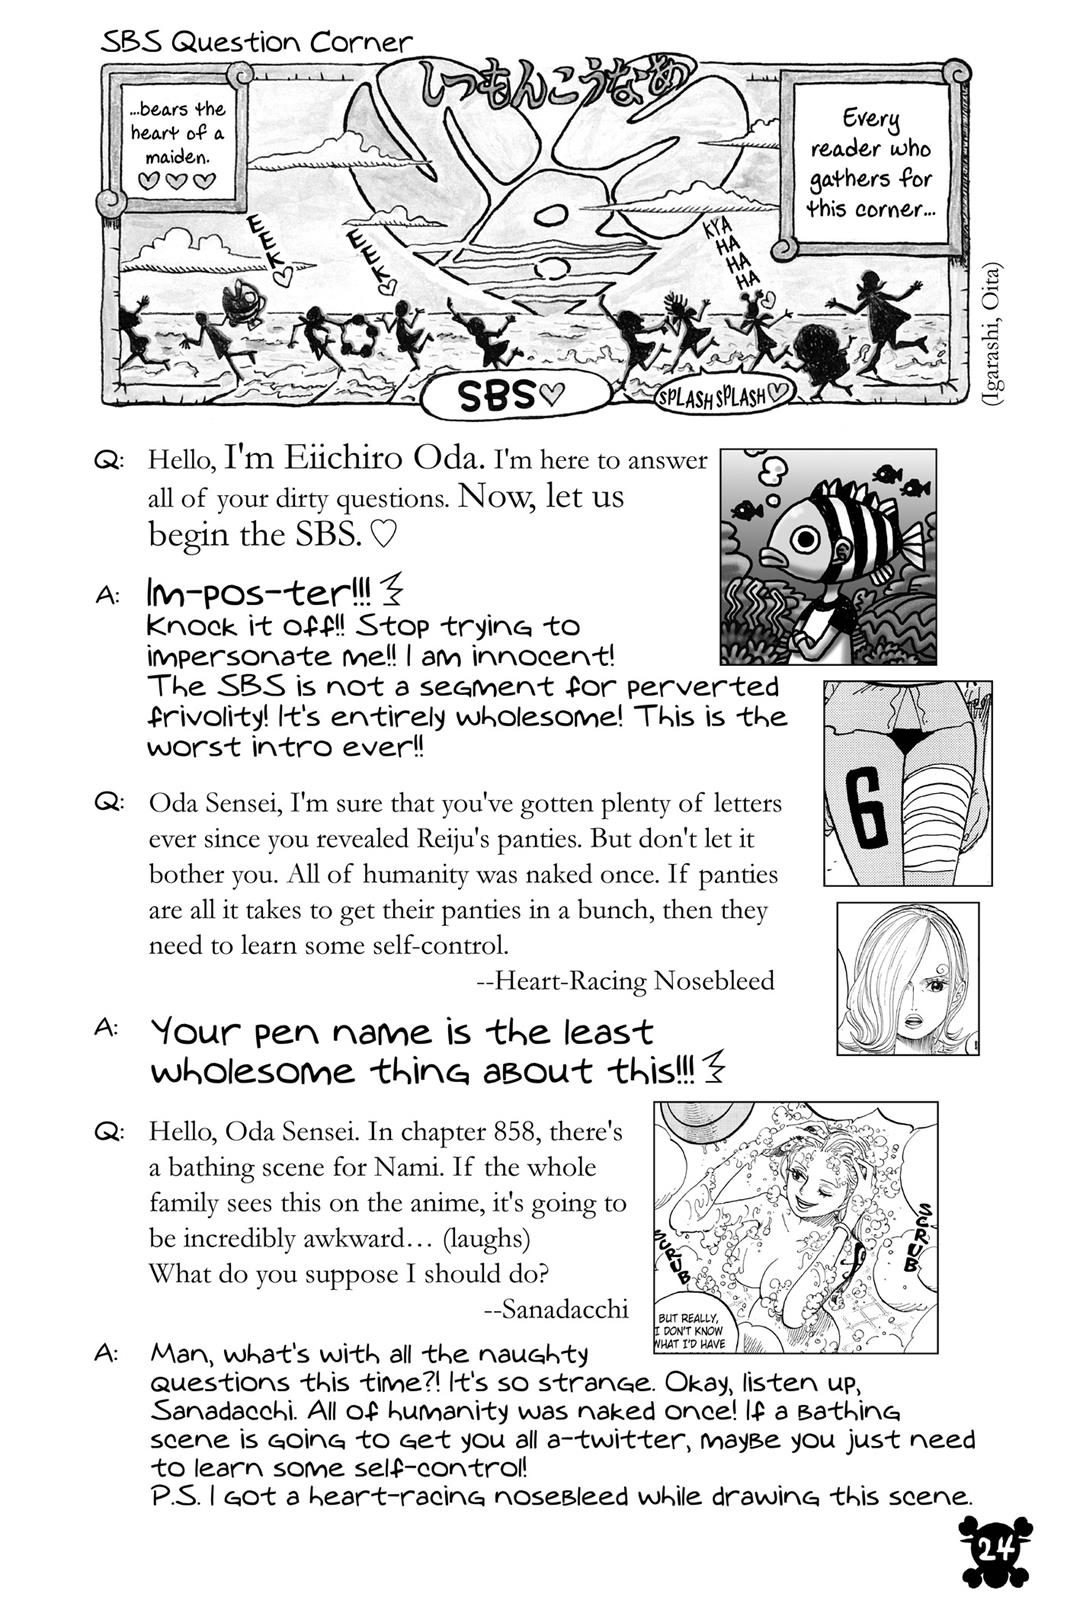 SBS Question Corner
しつもんこうなあ
...bears the
heart of a
maiden.
♡♡♡
Every
reader who
gathers for
this corner...
EEEK♡
EEEK♡
KYA
HA
HA
HA
♡
(Igarashi, Oita)
SBS♡
SPLASH SPLASH♡
Q: Hello, I'm Eiichiro Oda. I'm here to answer
all of your dirty questions. Now, let us
begin the SBS. ♡
A: Im-pos-ter!!!
Knock it off!! Stop trying to
impersonate me!! I am innocent!
The SBS is not a segment for perverted
frivolity! It's entirely wholesome! This is the
worst intro ever!!
6
Q: Oda Sensei, I'm sure that you've gotten plenty of letters
ever since you revealed Reiju's panties. But don't let it
bother you. All of humanity was naked once. If panties
are all it takes to get their panties in a bunch, then they
need to learn some self-control.
--Heart-Racing Nosebleed
A: Your pen name is the least
wholesome thing about this!!!
Q: Hello, Oda Sensei. In chapter 858, there's
a bathing scene for Nami. If the whole
family sees this on the anime, it's going to
be incredibly awkward... (laughs)
What do you suppose I should do?
--Sanadacchi
SCRUB
SCRUB
BUT REALLY,
I DON'T KNOW
WHAT I'D HAVE
A: Man, what's with all the naughty
questions this time?! It's so strange. Okay, listen up,
Sanadacchi. All of humanity was naked once! If a bathing
scene is going to get you all a-twitter, maybe you just need
to learn some self-control!
P.S. I got a heart-racing nosebleed while drawing this scene.
24